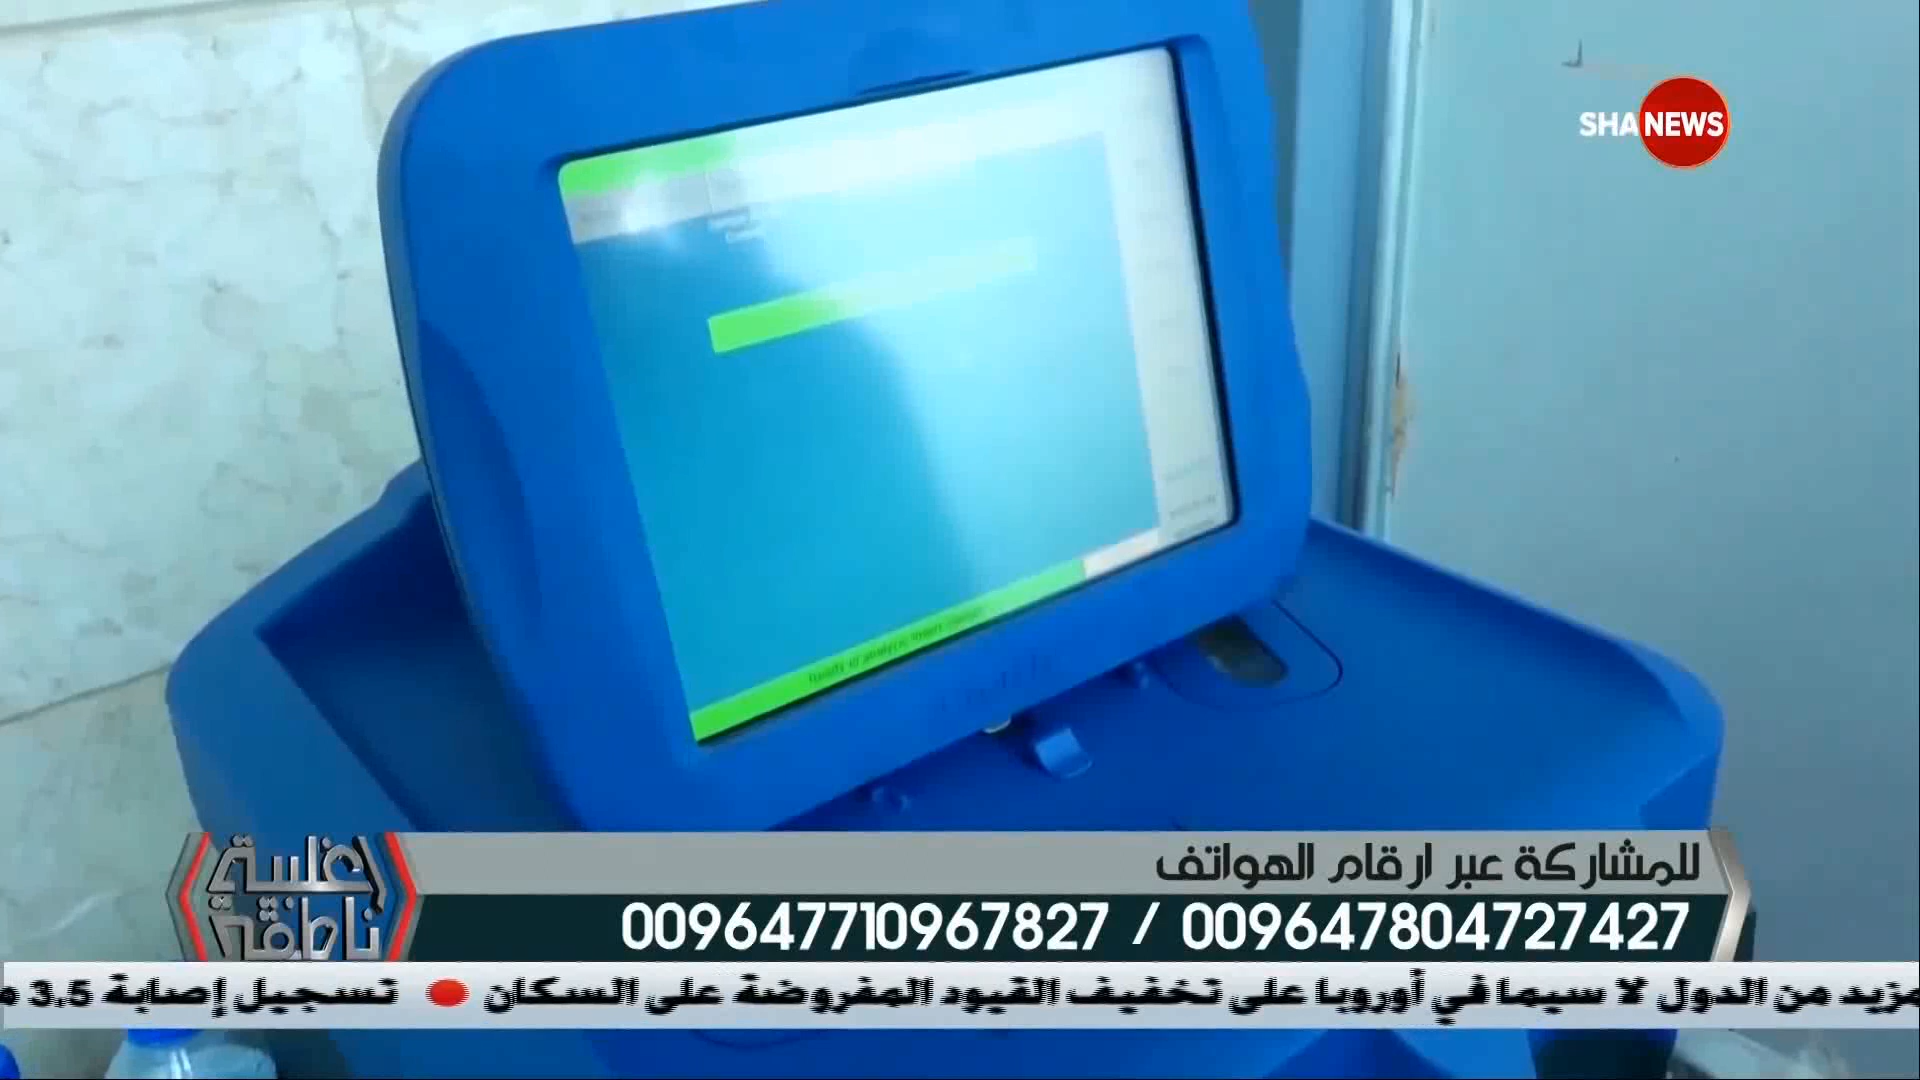 SHANEWS
للمشاركة عبر ارقام الهواتف
009647710967827 / 009647804727427
أغلبية
ناطقة
مزيد من الدول لا سيما في أوروبا على تخفيف القيود المفروضة على السكان
تسجيل إصابة 3.5